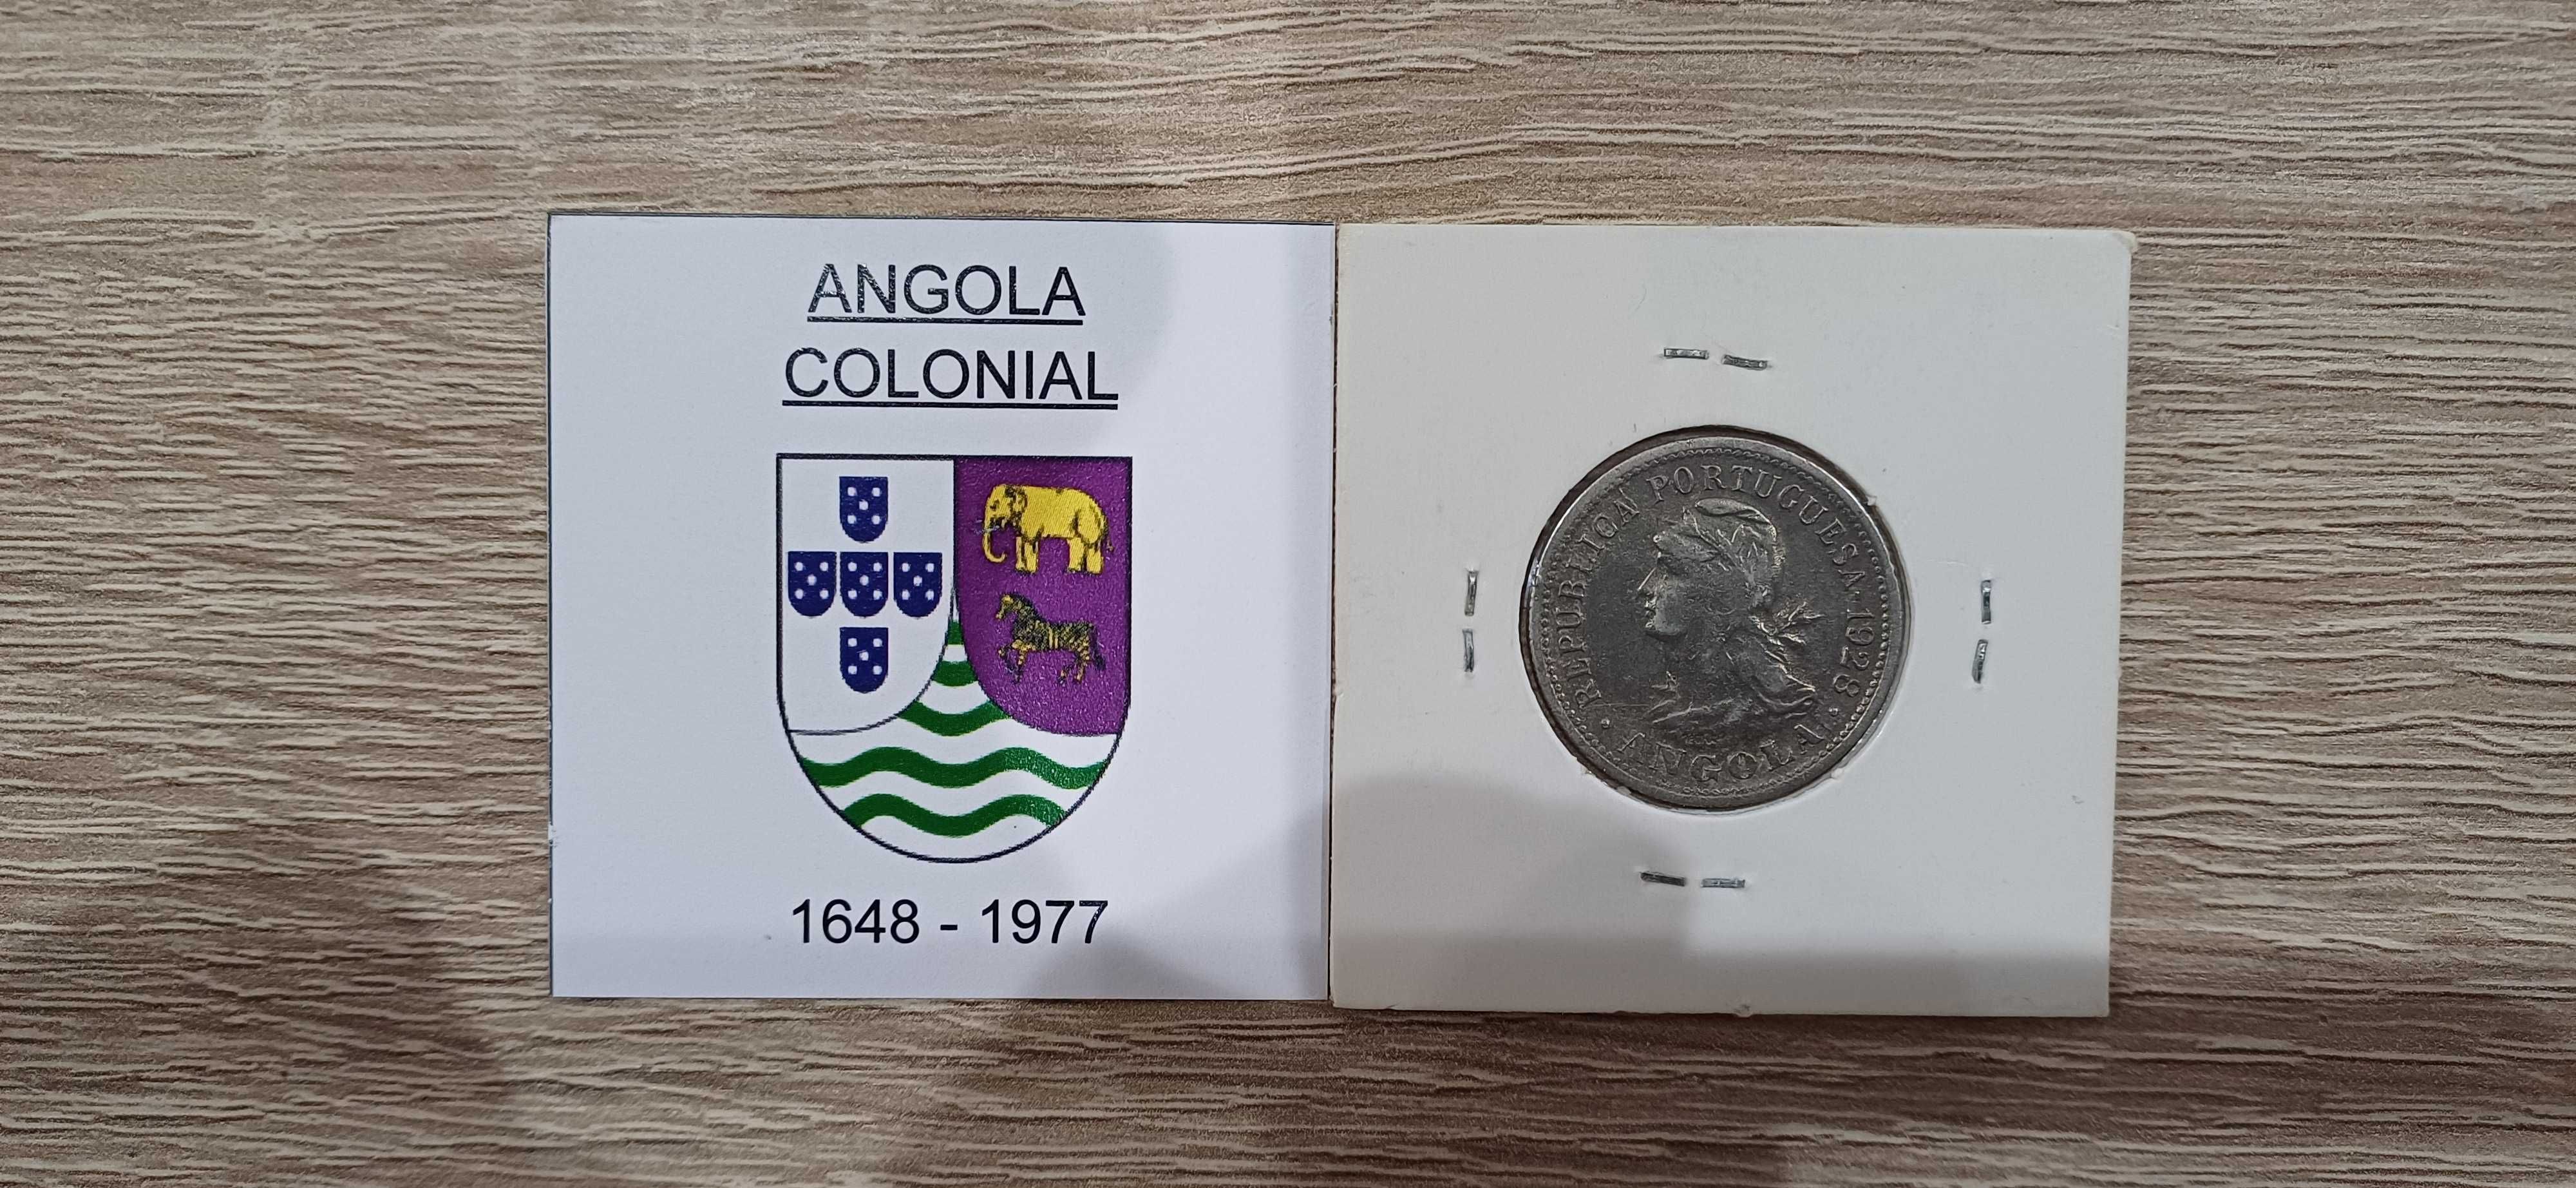 ANGOLA
COLONIAL
1648 - 1977
REPUBLICA PORTUGUESA·1928·
ANGOLA